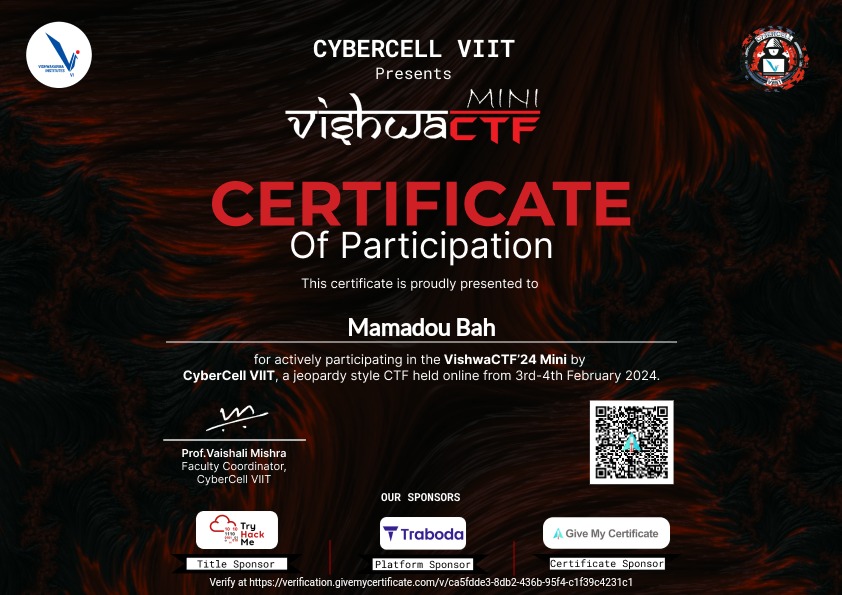 VISHWAKARMA
INSTITUTES
CYBERCELL VIIT
Presents
MINI
vishwaCTF
CYBERCELL
VIIT
CERTIFICATE
Of Participation
This certificate is proudly presented to
Mamadou Bah
for actively participating in the VishwaCTF'24 Mini by
CyberCell VIIT, a jeopardy style CTF held online from 3rd-4th February 2024.
Prof.Vaishali Mishra
Faculty Coordinator,
CyberCell VIIT
OUR SPONSORS
Try
Hack
Me
Traboda
Give My Certificate
Title Sponsor
Platform Sponsor
Certificate Sponsor
Verify at https://verification.givemycertificate.com/v/ca5fdde3-8db2-436b-95f4-c1f39c4231c1